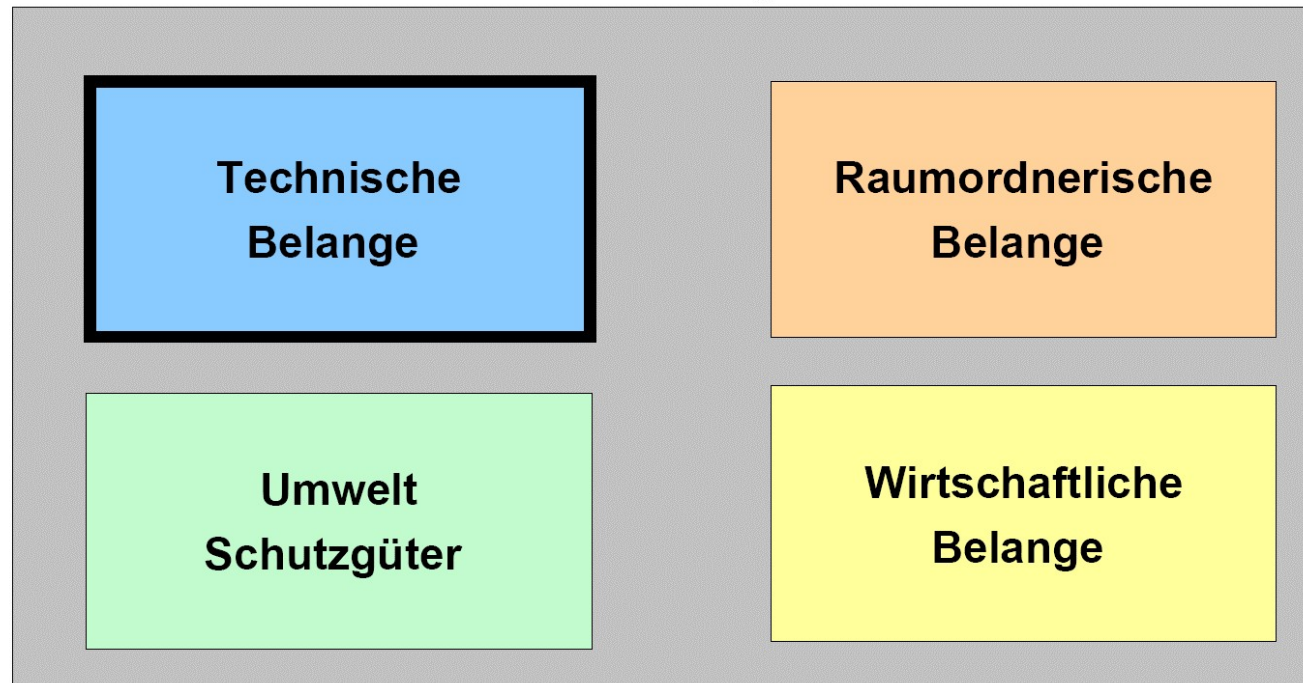 Technische
Belange
Raumordnerische
Belange
Umwelt
Schutzgüter
Wirtschaftliche
Belange